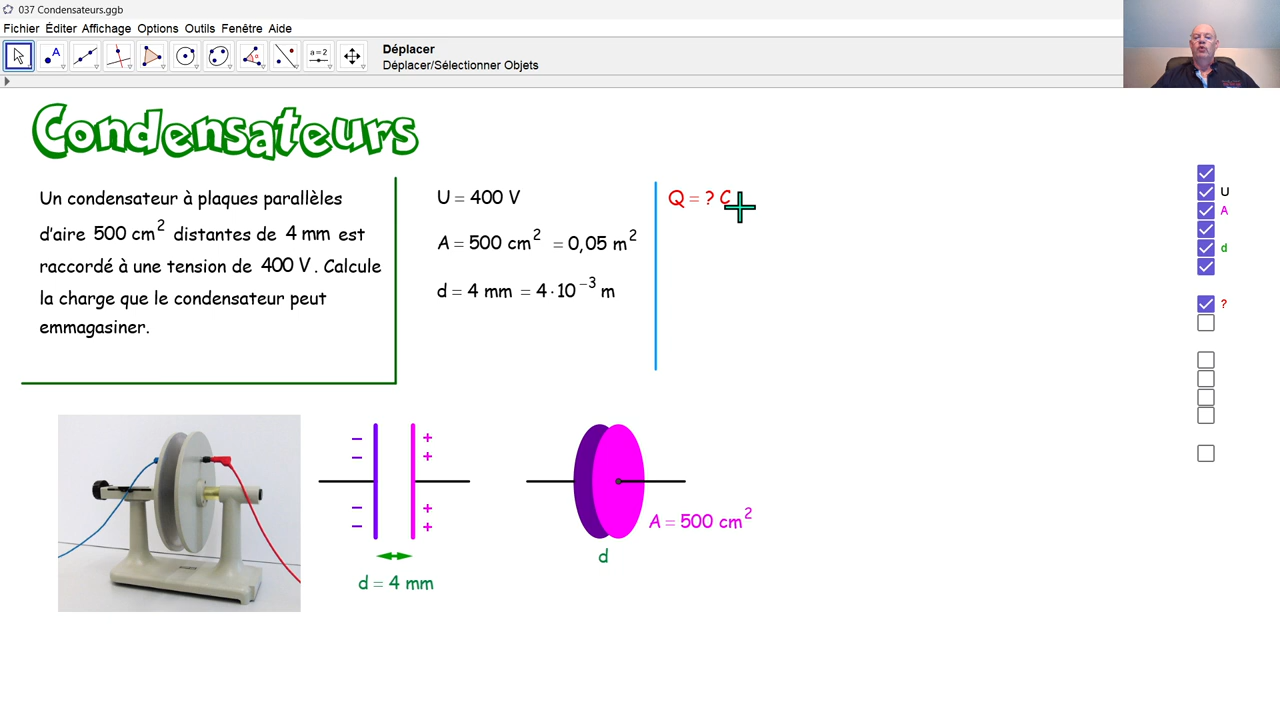 037 Condensateurs.ggb
Fichier Éditer Affichage Options Outils Fenêtre Aide
A
a=2
Déplacer
Déplacer/Sélectionner Objets
Condensateurs
Un condensateur à plaques parallèles
d’aire 500 cm² distantes de 4 mm est
raccordé à une tension de 400 V. Calcule
la charge que le condensateur peut
emmagasiner.
U = 400 V
A = 500 cm² = 0,05 m²
d = 4 mm = 4·10⁻³ m
Q = ? C
U
A
d
?
− +
− +
− +
− +
d = 4 mm
A = 500 cm²
d